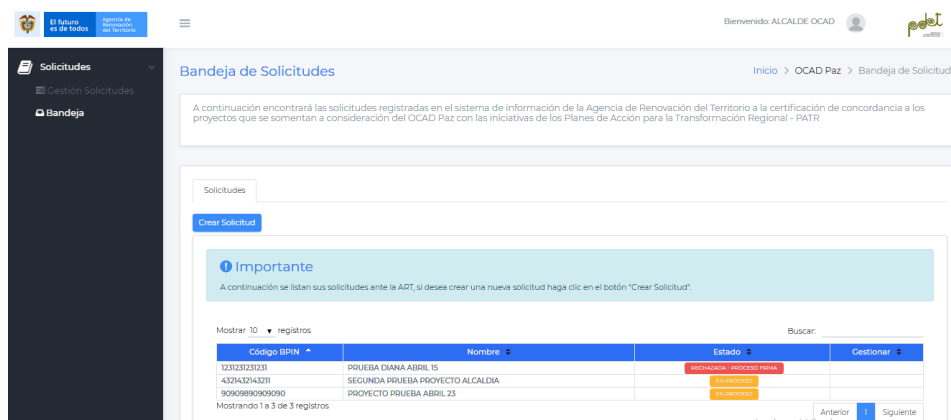 El futuro
es de todos
Agencia de
Renovación
del Territorio
Bienvenido: ALCALDE OCAD
pdet
Solicitudes
Gestión Solicitudes
Bandeja
Bandeja de Solicitudes
Inicio > OCAD Paz > Bandeja de Solicitud
A continuación encontrará las solicitudes registradas en el sistema de información de la Agencia de Renovación del Territorio a la certificación de concordancia a los
proyectos que se somentan a consideración del OCAD Paz con las iniciativas de los Planes de Acción para la Transformación Regional - PATR
Solicitudes
Crear Solicitud
Importante
A continuación se listan sus solicitudes ante la ART, si desea crear una nueva solicitud haga clic en el botón "Crear Solicitud".
Mostrar 10 registros
Buscar:
Código BPIN Nombre Estado Gestionar
1231231231231 PRUEBA DIANA ABRIL 15 RECHAZADA - PROCESO FIRMA
4321432143211 SEGUNDA PRUEBA PROYECTO ALCALDIA EN PROCESO
90909890909090 PROYECTO PRUEBA ABRIL 23 EN PROCESO
Mostrando 1 a 3 de 3 registros
Anterior 1 Siguiente